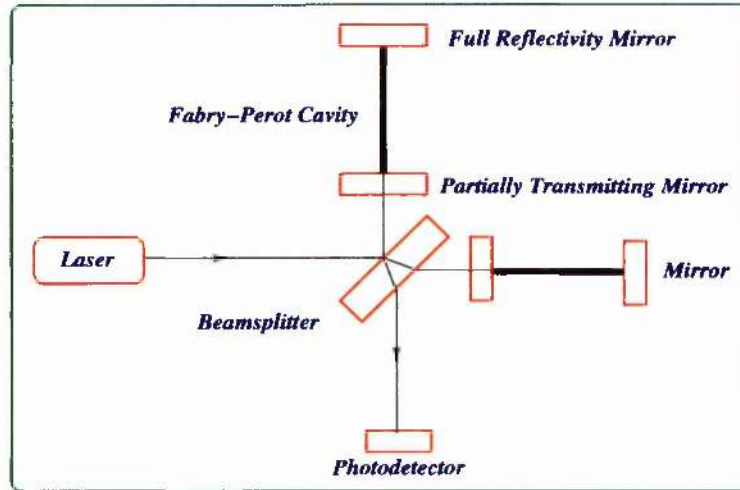 Full Reflectivity Mirror
Fabry–Perot Cavity
Partially Transmitting Mirror
Laser
Mirror
Beamsplitter
Photodetector